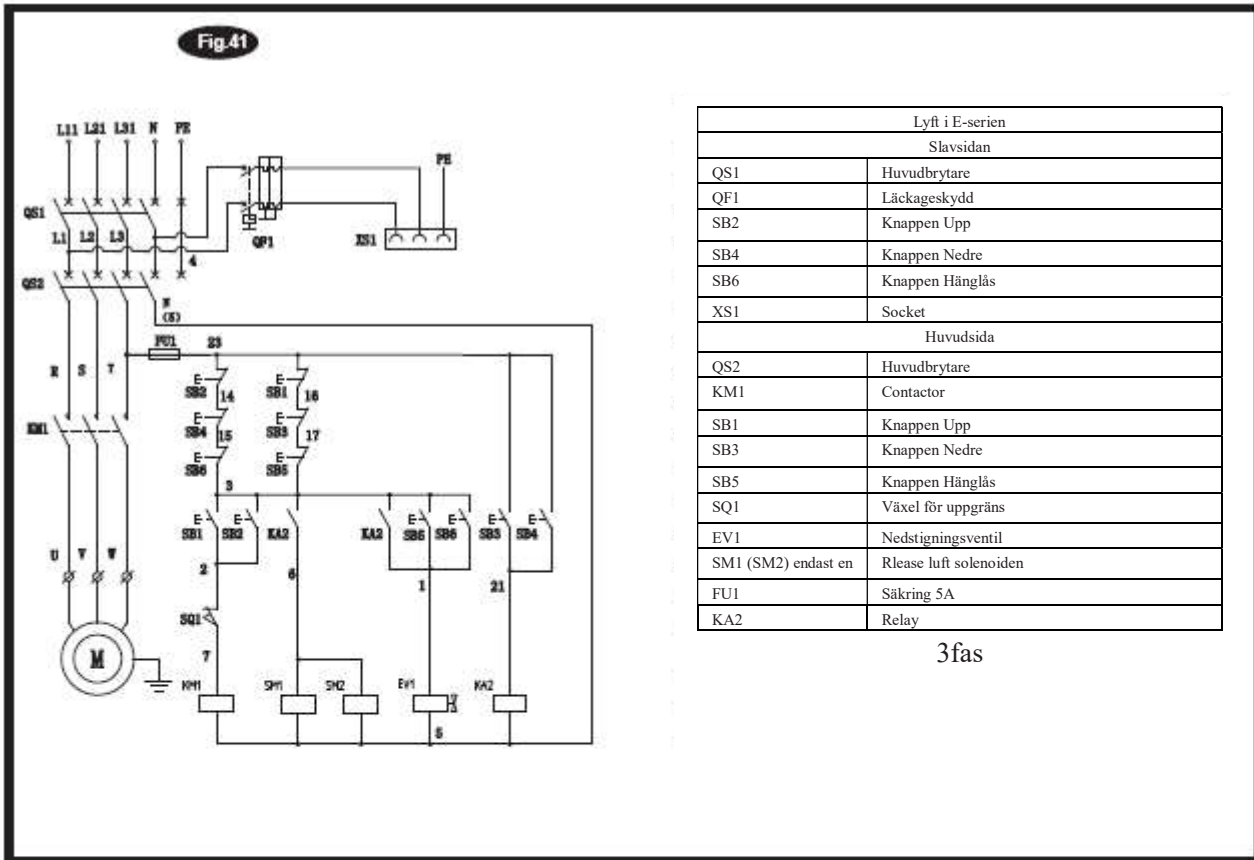 Fig.41
L11 L21 L31 N PE
PE
QS1
L1 L2 L3
QF1
XS1
4
QS2
N
(5)
FU1
23
R S T
SB2 14
SB1 16
KM1
SB4 15
SB3 17
SB6
SB5
3
SB1 SB2 KA2 KA2 SB5 SB6 SB3 SB4
U V W
2
6
1
21
SQ1
M
7
KM1 SM1 SM2 EV1 KA2
5
Lyft i E-serien
Slavsidan
QS1 Huvudbrytare
QF1 Läckageskydd
SB2 Knappen Upp
SB4 Knappen Nedre
SB6 Knappen Hänglås
XS1 Socket
Huvudsida
QS2 Huvudbrytare
KM1 Contactor
SB1 Knappen Upp
SB3 Knappen Nedre
SB5 Knappen Hänglås
SQ1 Växel för uppgräns
EV1 Nedstigningsventil
SM1 (SM2) endast en Rlease luft solenoiden
FU1 Säkring 5A
KA2 Relay
3fas